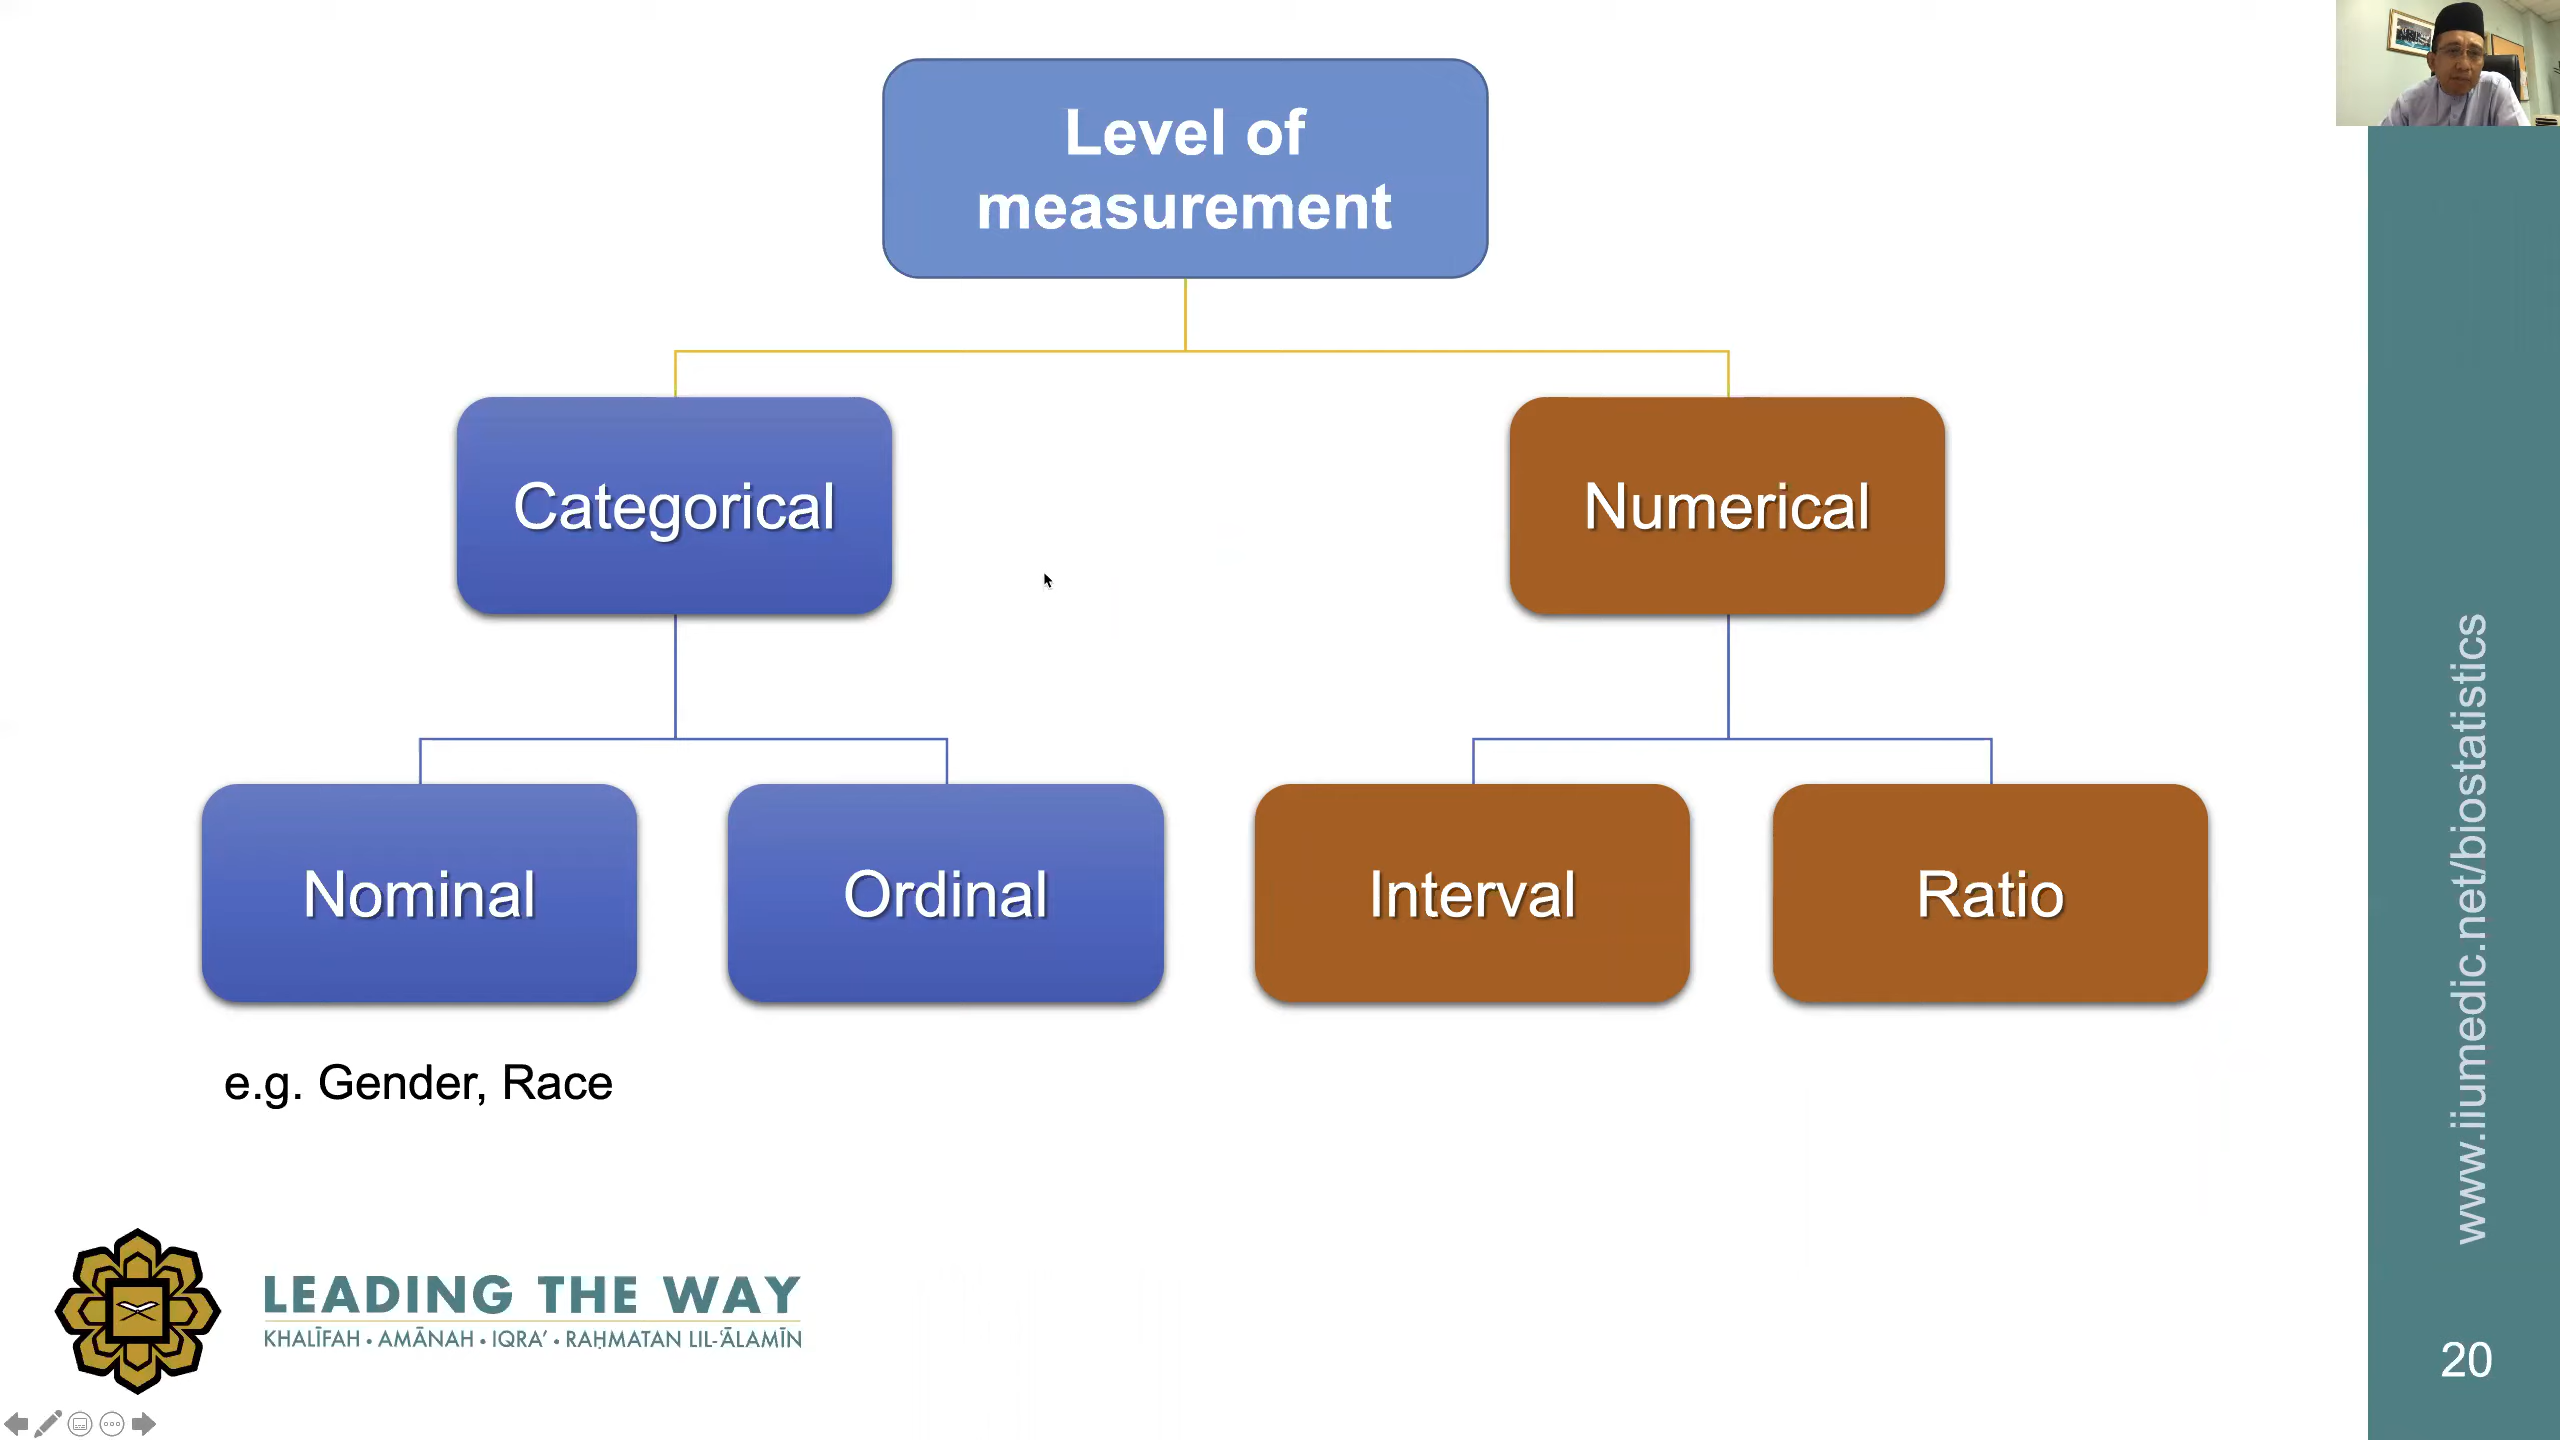 Level of
measurement
Categorical
Numerical
Nominal
Ordinal
Interval
Ratio
e.g. Gender, Race
LEADING THE WAY
KHALĪFAH • AMĀNAH • IQRA’ • RAḤMATAN LIL-‘ĀLAMĪN
www.iiumedic.net/biostatistics
20